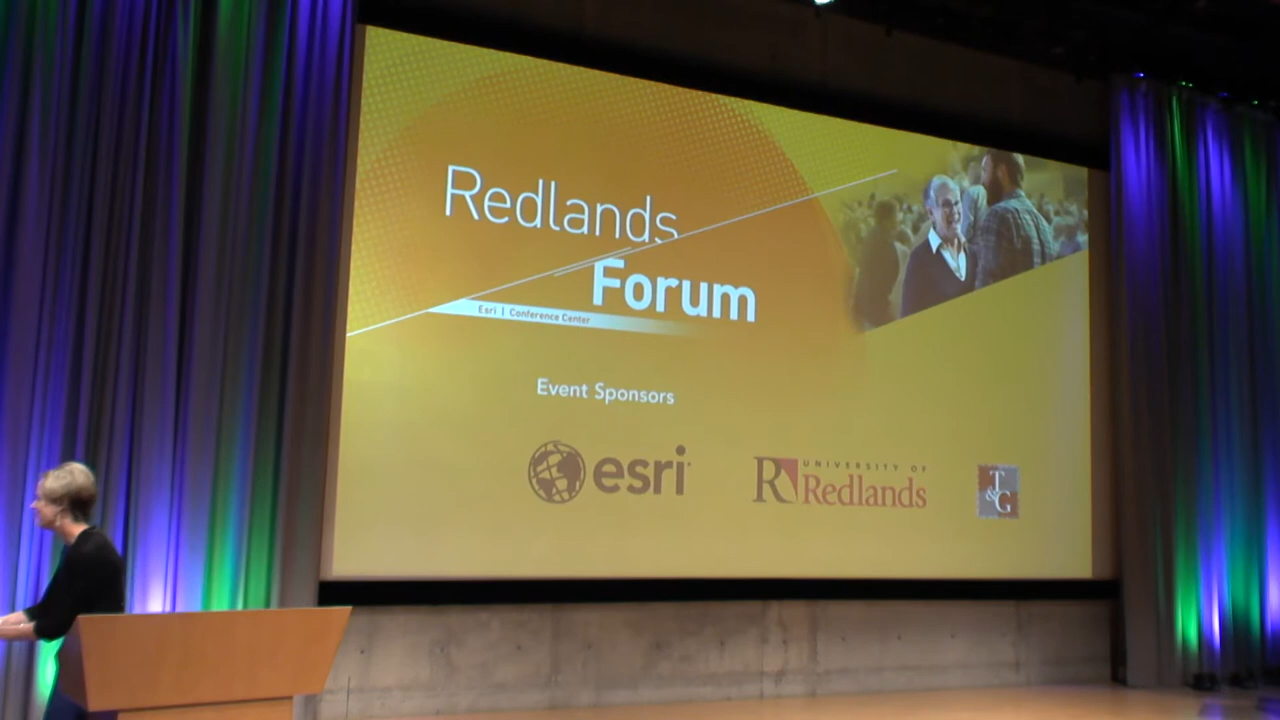 Redlands
Forum
Esri | Conference Center
Event Sponsors
esri
UNIVERSITY OF
R Redlands
T
&
G